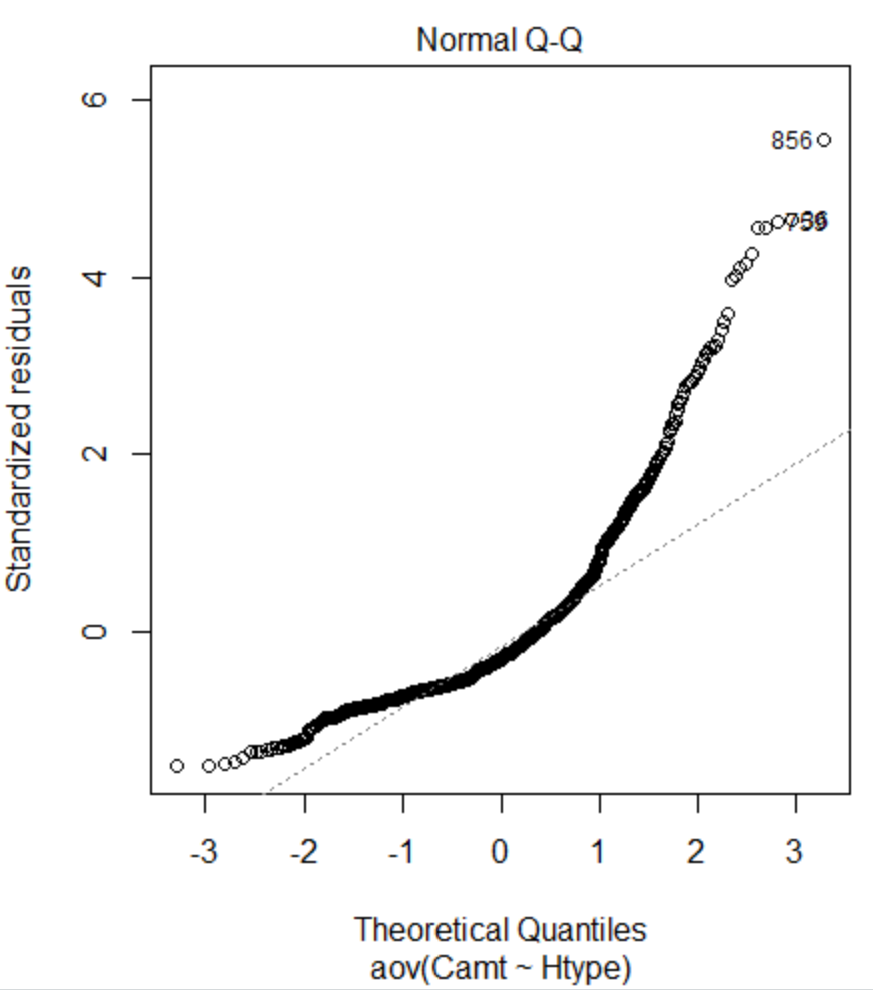 Normal Q-Q
Standardized residuals
6
4
2
0
856
-3 -2 -1 0 1 2 3
Theoretical Quantiles
aov(Camt ~ Htype)